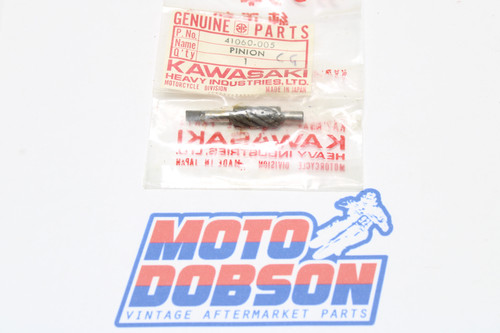 GENUINE PARTS
P.No. 41060-005
Name PINION
Q'ty 1
KAWASAKI
HEAVY INDUSTRIES, LTD.
MOTORCYCLE DIVISION MADE IN JAPAN
KAWASAKI
HEAVY INDUSTRIES, LTD.
MOTORCYCLE DIVISION MADE IN JAPAN
MOTO
DOBSON
VINTAGE AFTERMARKET PARTS